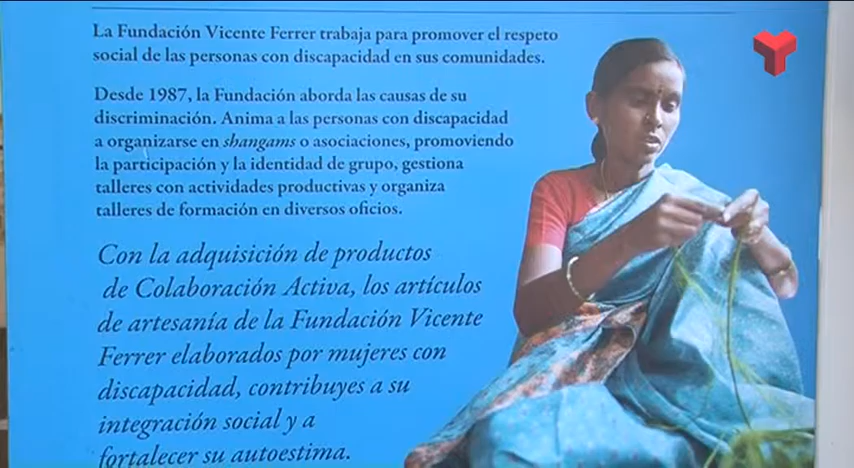 La Fundación Vicente Ferrer trabaja para promover el respeto
social de las personas con discapacidad en sus comunidades.
Desde 1987, la Fundación aborda las causas de su
discriminación. Anima a las personas con discapacidad
a organizarse en shangams o asociaciones, promoviendo
la participación y la identidad de grupo, gestiona
talleres con actividades productivas y organiza
talleres de formación en diversos oficios.
Con la adquisición de productos
de Colaboración Activa, los artículos
de artesanía de la Fundación Vicente
Ferrer elaborados por mujeres con
discapacidad, contribuyes a su
integración social y a
fortalecer su autoestima.